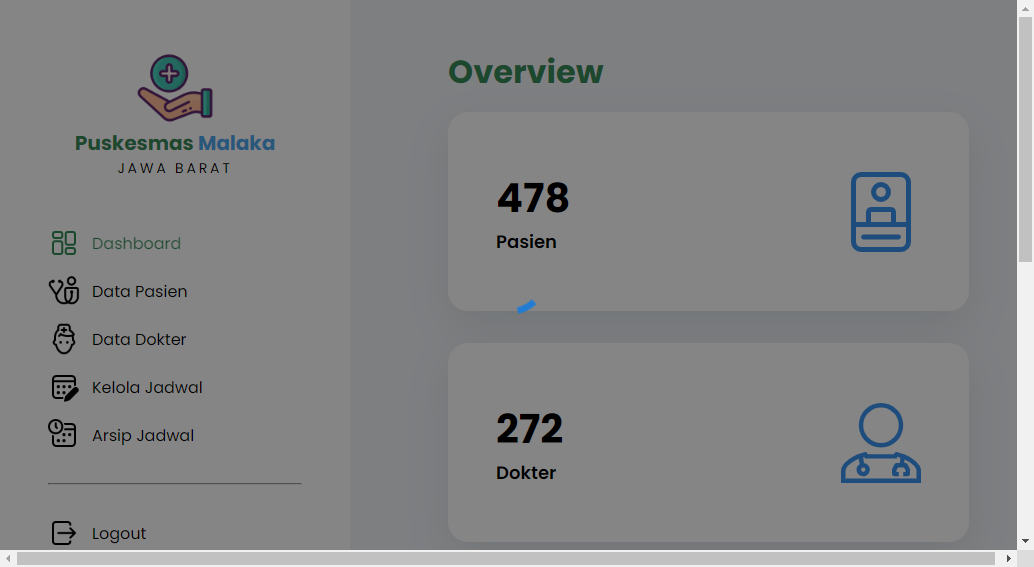 Puskesmas Malaka
JAWA BARAT
Dashboard
Data Pasien
Data Dokter
Kelola Jadwal
Arsip Jadwal
Logout
Overview
478
Pasien
272
Dokter